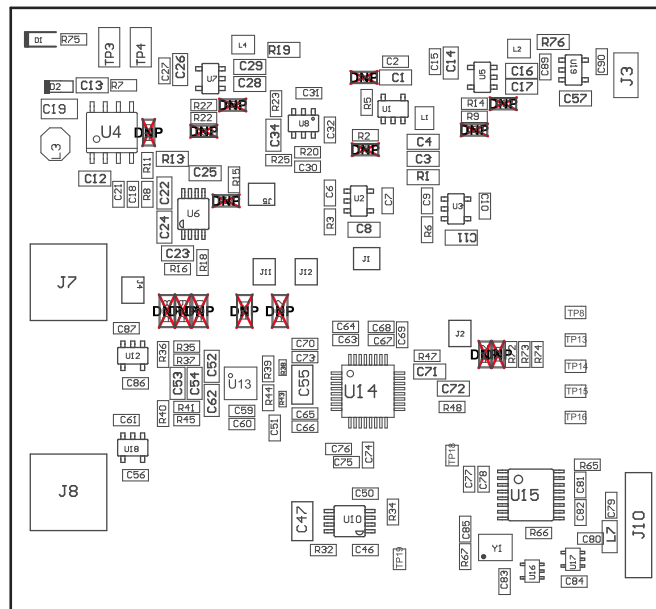 D1 R75 TP3 TP4 C27 C26 U7 L4 R19 C2 C15 C14 L2 R76 C89 U19 C90 J3
C29 C28 DNP C1 U5 C16 C17 C57
D2 C13 R7 R27 DNP R23 C31 R5 U1 L1 R14 DNP
C19 U4 DNP R22 DNP C34 U8 C32 R2 C4 R9 DNP
L3 R11 R13 R25 R20 C30 DNP C3
C12 C21 C18 R8 C22 C25 R15 J5 C6 R1
C24 U6 DNP R3 U2 C7 C9 U3 C10
C8 R6 C11
C23 R16 R18 J11 J12 J1
J7 J4
DNP DNP DNP DNP DNP TP8
C87 C70 C64 C63 C68 C67 C69 J2 TP13
U12 R36 R35 R37 C52 R39 R38 C73 R47 DNP DNP R72 R73 R74
C86 C53 C54 U13 C55 U14 C71 TP14
C72 TP15
R40 R41 R45 C62 C59 C60 R44 R43 C51 C65 C66 R48 TP16
C61 U18 C56 C76 C75 C74 TP18
J8 C77 C78 U15 R65 C81 C82 C79 J10
C50 C47 U10 R34 R66
R32 C46 TP19 C85 R67 Y1 C80 L7
C83 U16 U17 C84